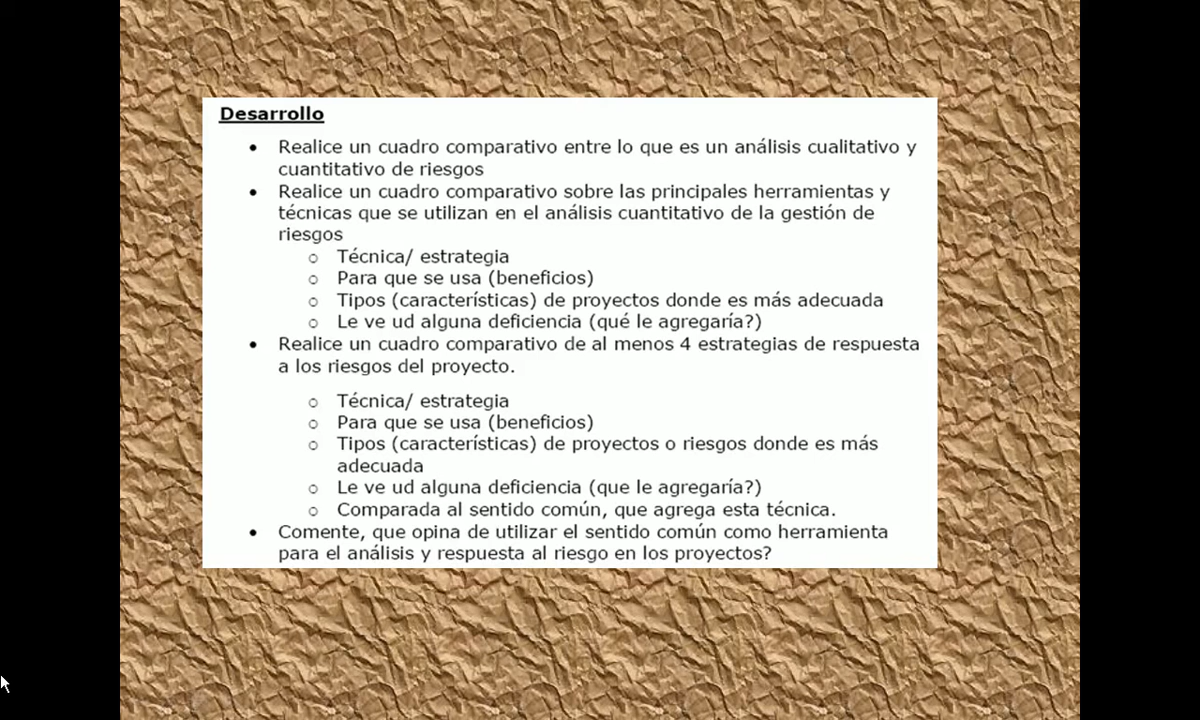 Desarrollo
• Realice un cuadro comparativo entre lo que es un análisis cualitativo y
cuantitativo de riesgos
• Realice un cuadro comparativo sobre las principales herramientas y
técnicas que se utilizan en el análisis cuantitativo de la gestión de
riesgos
o Técnica/ estrategia
o Para que se usa (beneficios)
o Tipos (características) de proyectos donde es más adecuada
o Le ve ud alguna deficiencia (qué le agregaría?)
• Realice un cuadro comparativo de al menos 4 estrategias de respuesta
a los riesgos del proyecto.
o Técnica/ estrategia
o Para que se usa (beneficios)
o Tipos (características) de proyectos o riesgos donde es más
adecuada
o Le ve ud alguna deficiencia (que le agregaría?)
o Comparada al sentido común, que agrega esta técnica.
• Comente, que opina de utilizar el sentido común como herramienta
para el análisis y respuesta al riesgo en los proyectos?